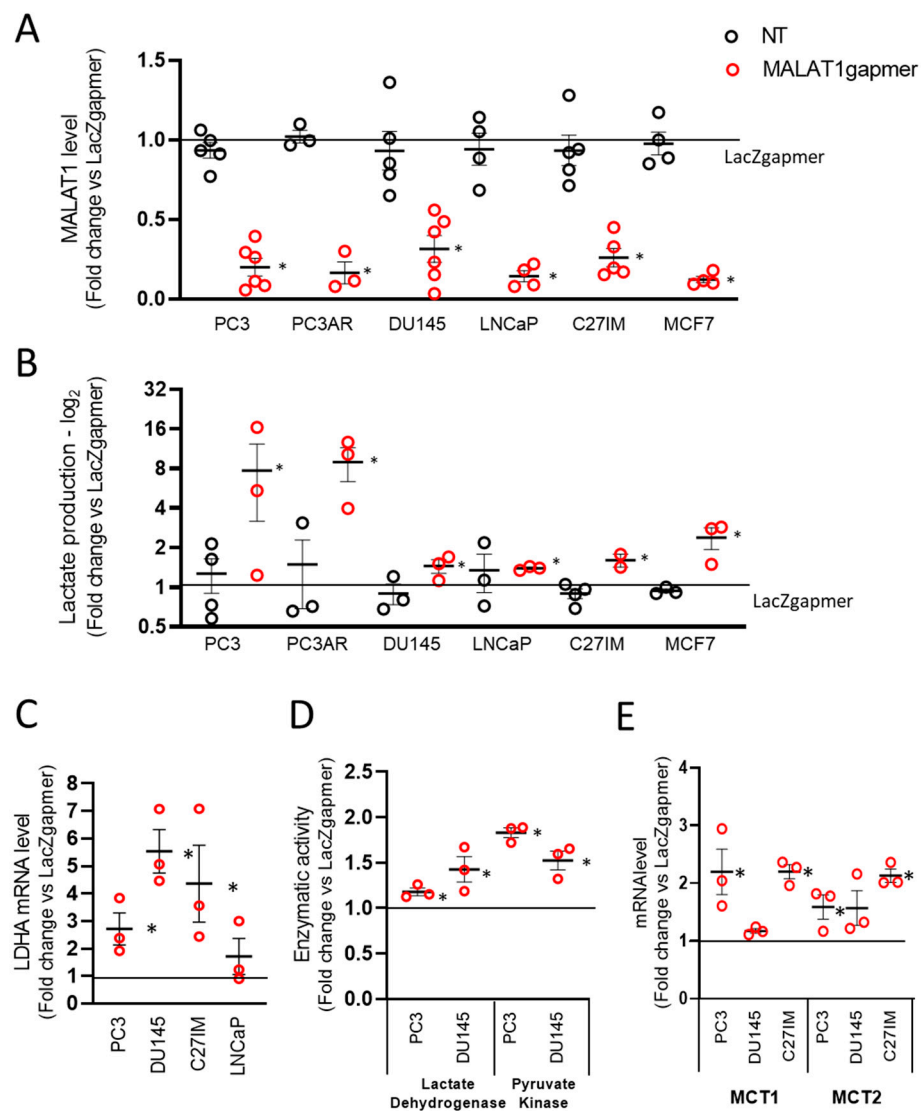 A
NT
MALAT1gapmer
MALAT1 level
(Fold change vs LacZgapmer)
1.5
1.0
0.5
0.0
LacZgapmer
* * * * * *
PC3 PC3AR DU145 LNCaP C27IM MCF7
B
Lactate production - log2
(Fold change vs LacZgapmer)
32
16
8
4
2
1
0.5
LacZgapmer
* * * * * *
PC3 PC3AR DU145 LNCaP C27IM MCF7
C
LDHA mRNA level
(Fold change vs LacZgapmer)
8
7
6
5
4
3
2
1
0
* * *
PC3 DU145 C27IM LNCaP
D
Enzymatic activity
(Fold change vs LacZgapmer)
2.5
2.0
1.5
1.0
0.5
0.0
* * * *
PC3 DU145 PC3 DU145
Lactate Pyruvate
Dehydrogenase Kinase
E
mRNAlevel
(Fold change vs LacZgapmer)
4
3
2
1
0
* * * *
PC3 DU145 C27IM PC3 DU145 C27IM
MCT1 MCT2